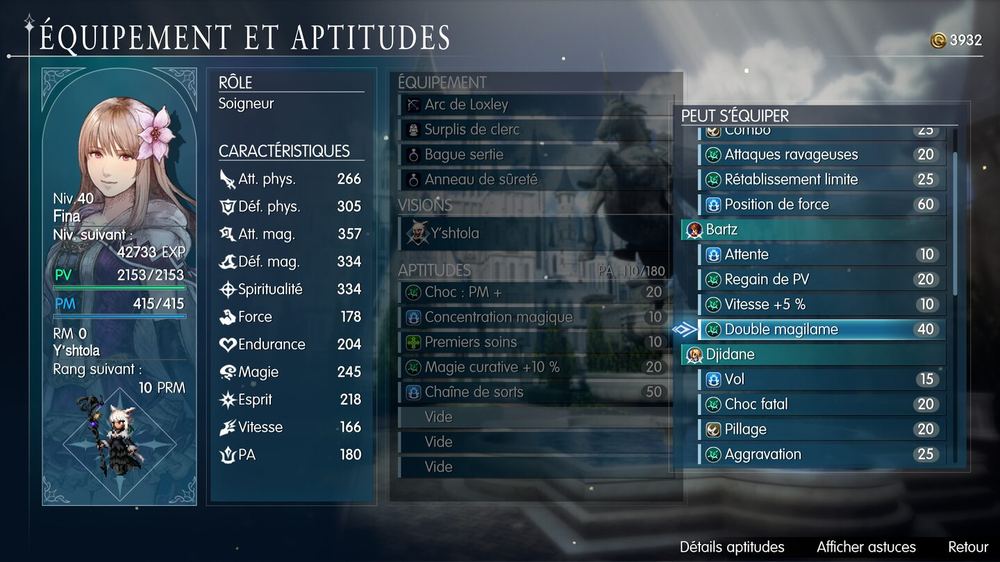 ÉQUIPEMENT ET APTITUDES
3932
Niv 40
Fina
Niv. suivant :
42733 EXP
PV 2153/2153
PM 415/415
RM 0
Y'shtola
Rang suivant :
10 PRM
RÔLE
Soigneur
CARACTÉRISTIQUES
Att. phys. 266
Déf. phys. 305
Att. mag. 357
Déf. mag. 334
Spiritualité 334
Force 178
Endurance 204
Magie 245
Esprit 218
Vitesse 166
PA 180
ÉQUIPEMENT
Arc de Loxley
Surplis de clerc
Bague sertie
Anneau de sûreté
VISIONS
Y'shtola
APTITUDES PA 110/180
Choc : PM + 20
Concentration magique 10
Premiers soins 10
Magie curative +10 % 20
Chaîne de sorts 50
Vide
Vide
Vide
PEUT S'ÉQUIPER
Combo 25
Attaques ravageuses 20
Rétablissement limite 25
Position de force 60
Bartz
Attente 10
Regain de PV 20
Vitesse +5 % 10
Double magilame 40
Djidane
Vol 15
Choc fatal 20
Pillage 20
Aggravation 25
Détails aptitudes Afficher astuces Retour